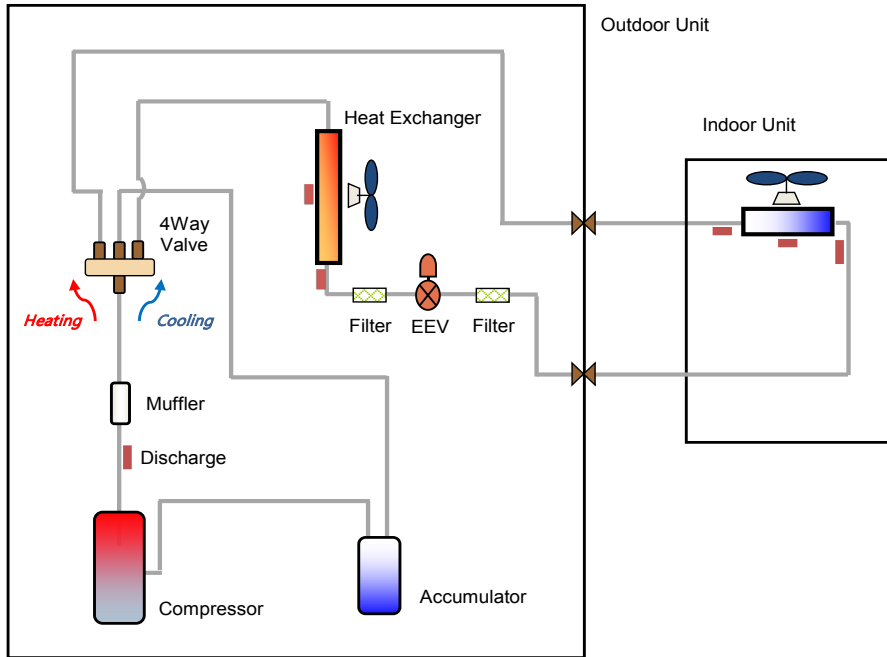 Outdoor Unit
Heat Exchanger
Indoor Unit
4Way
Valve
Heating
Cooling
Filter
EEV
Filter
Muffler
Discharge
Compressor
Accumulator